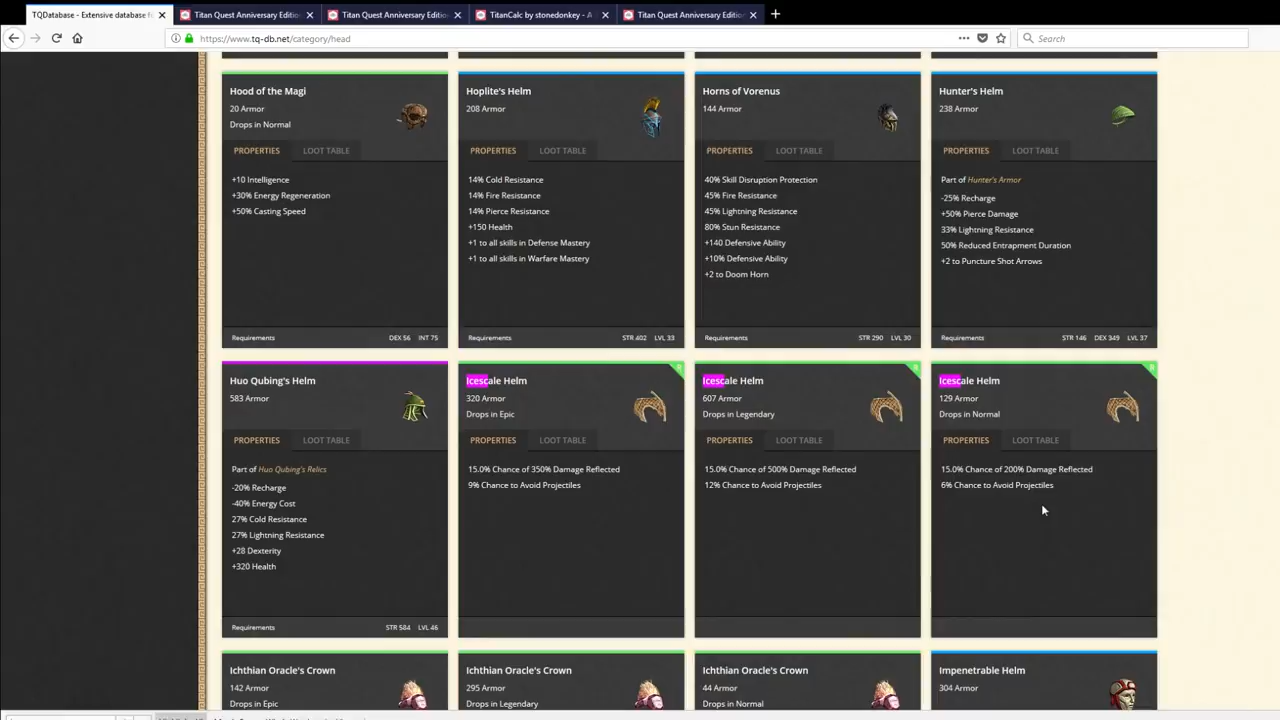 TQDatabase - Extensive database fo
Titan Quest Anniversary Edition
Titan Quest Anniversary Edition
TitanCalc by stonedonkey - A
Titan Quest Anniversary Edition
https://www.tq-db.net/category/head
Search
Hood of the Magi
20 Armor
Drops in Normal
PROPERTIES LOOT TABLE
+10 Intelligence
+30% Energy Regeneration
+50% Casting Speed
Requirements DEX 56 INT 75
Hoplite's Helm
208 Armor
PROPERTIES LOOT TABLE
14% Cold Resistance
14% Fire Resistance
14% Pierce Resistance
+150 Health
+1 to all skills in Defense Mastery
+1 to all skills in Warfare Mastery
Requirements STR 402 LVL 33
Horns of Vorenus
144 Armor
PROPERTIES LOOT TABLE
40% Skill Disruption Protection
45% Fire Resistance
45% Lightning Resistance
80% Stun Resistance
+140 Defensive Ability
+10% Defensive Ability
+2 to Doom Horn
Requirements STR 290 LVL 30
Hunter's Helm
238 Armor
PROPERTIES LOOT TABLE
Part of Hunter's Armor
-25% Recharge
+50% Pierce Damage
33% Lightning Resistance
50% Reduced Entrapment Duration
+2 to Puncture Shot Arrows
Requirements STR 146 DEX 349 LVL 37
Huo Qubing's Helm
583 Armor
PROPERTIES LOOT TABLE
Part of Huo Qubing's Relics
-20% Recharge
-40% Energy Cost
27% Cold Resistance
27% Lightning Resistance
+28 Dexterity
+320 Health
Requirements STR 584 LVL 46
Icescale Helm
320 Armor
Drops in Epic
R
PROPERTIES LOOT TABLE
15.0% Chance of 350% Damage Reflected
9% Chance to Avoid Projectiles
Icescale Helm
607 Armor
Drops in Legendary
R
PROPERTIES LOOT TABLE
15.0% Chance of 500% Damage Reflected
12% Chance to Avoid Projectiles
Icescale Helm
129 Armor
Drops in Normal
R
PROPERTIES LOOT TABLE
15.0% Chance of 200% Damage Reflected
6% Chance to Avoid Projectiles
Ichthian Oracle's Crown
142 Armor
Drops in Epic
Ichthian Oracle's Crown
295 Armor
Drops in Legendary
Ichthian Oracle's Crown
44 Armor
Drops in Normal
Impenetrable Helm
304 Armor